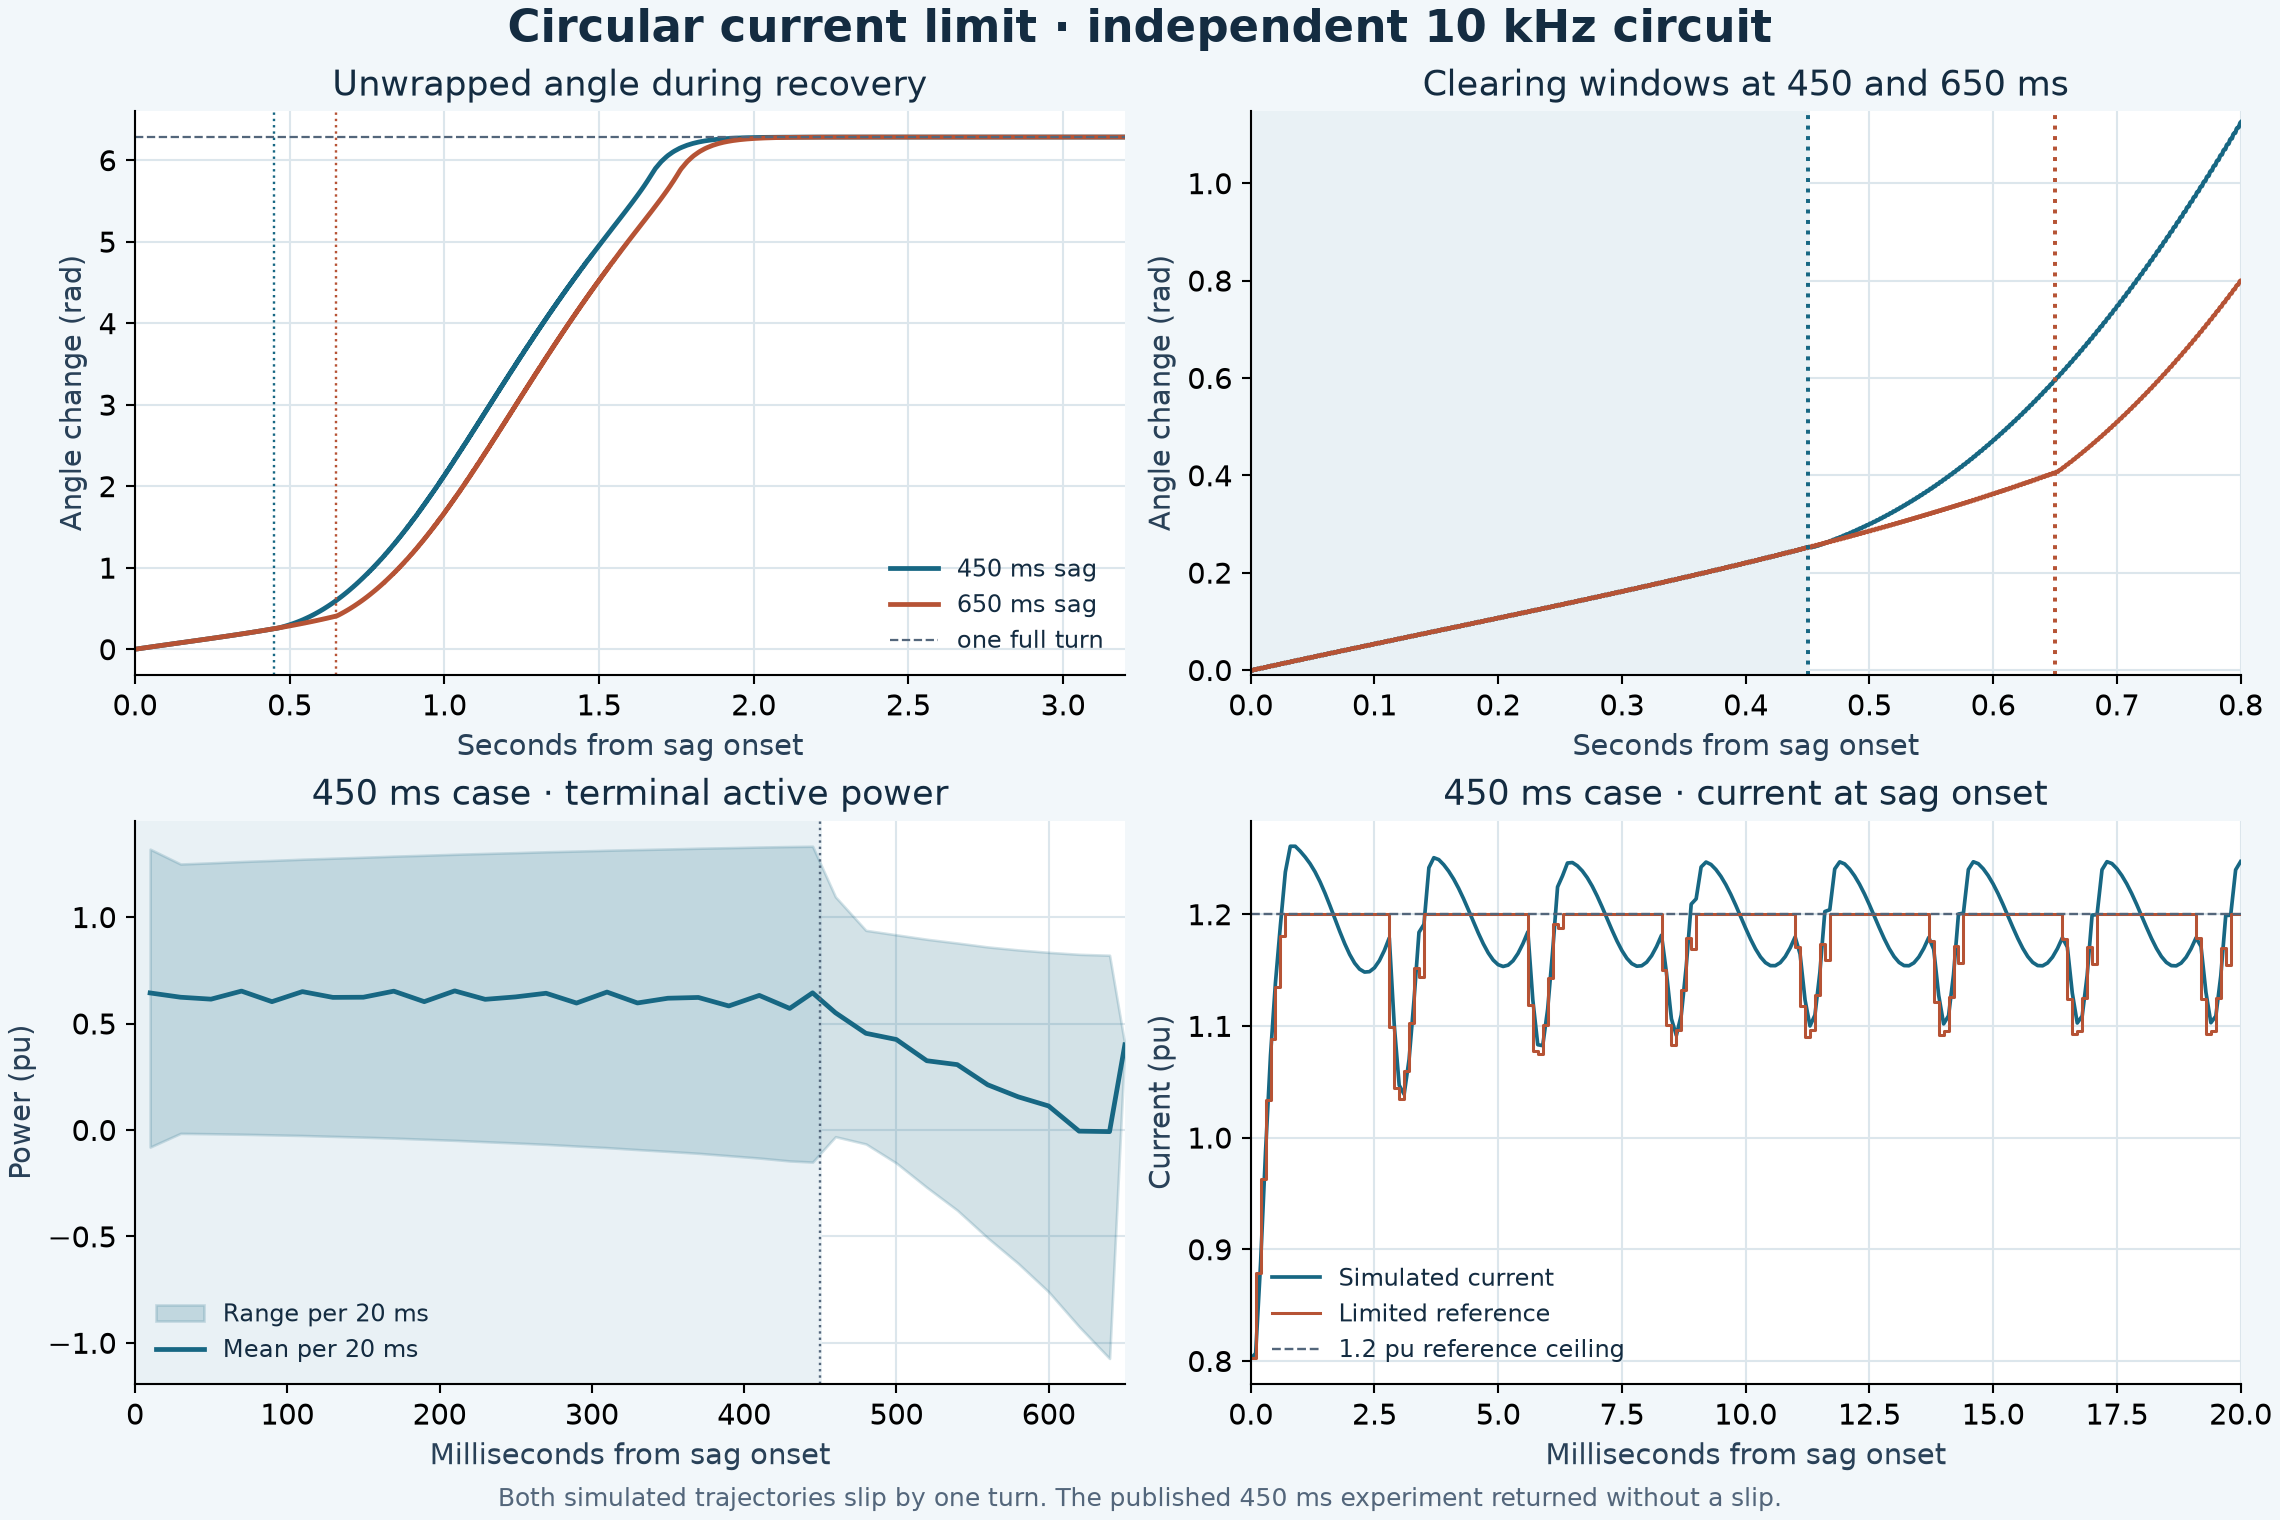 Circular current limit · independent 10 kHz circuit
Unwrapped angle during recovery
Angle change (rad)
6
5
4
3
2
1
0
450 ms sag
650 ms sag
one full turn
0.0 0.5 1.0 1.5 2.0 2.5 3.0
Seconds from sag onset
Clearing windows at 450 and 650 ms
Angle change (rad)
1.0
0.8
0.6
0.4
0.2
0.0
0.0 0.1 0.2 0.3 0.4 0.5 0.6 0.7 0.8
Seconds from sag onset
450 ms case · terminal active power
Power (pu)
1.0
0.5
0.0
−0.5
−1.0
Range per 20 ms
Mean per 20 ms
0 100 200 300 400 500 600
Milliseconds from sag onset
450 ms case · current at sag onset
Current (pu)
1.2
1.1
1.0
0.9
0.8
Simulated current
Limited reference
1.2 pu reference ceiling
0.0 2.5 5.0 7.5 10.0 12.5 15.0 17.5 20.0
Milliseconds from sag onset
Both simulated trajectories slip by one turn. The published 450 ms experiment returned without a slip.